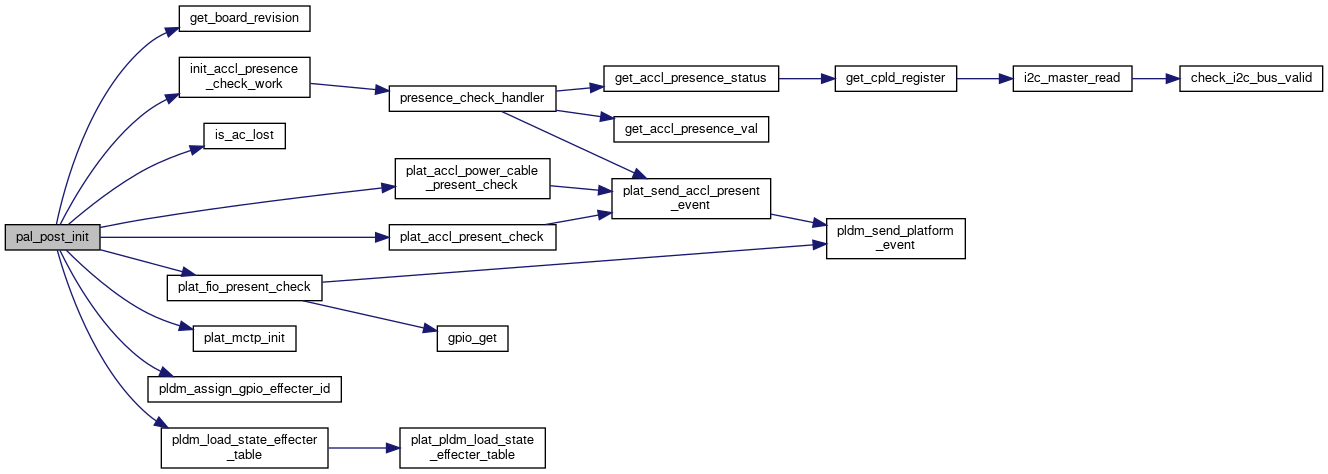 get_board_revision
init_accl_presence
_check_work
get_accl_presence_status
get_cpld_register
i2c_master_read
check_i2c_bus_valid
presence_check_handler
is_ac_lost
get_accl_presence_val
plat_accl_power_cable
_present_check
plat_send_accl_present
_event
pal_post_init
plat_accl_present_check
pldm_send_platform
_event
plat_fio_present_check
plat_mctp_init
gpio_get
pldm_assign_gpio_effecter_id
pldm_load_state_effecter
_table
plat_pldm_load_state
_effecter_table